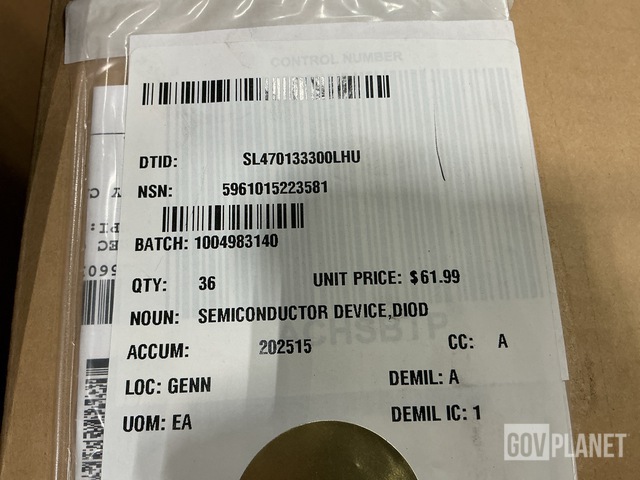 CONTROL NUMBER
DTID: SL470133300LHU
NSN: 5961015223581
BATCH: 1004983140
QTY: 36 UNIT PRICE: $61.99
NOUN: SEMICONDUCTOR DEVICE,DIOD
ACHSBTP
ACCUM: 202515 CC: A
LOC: GENN DEMIL: A
UOM: EA DEMIL IC: 1
GOVPLANET